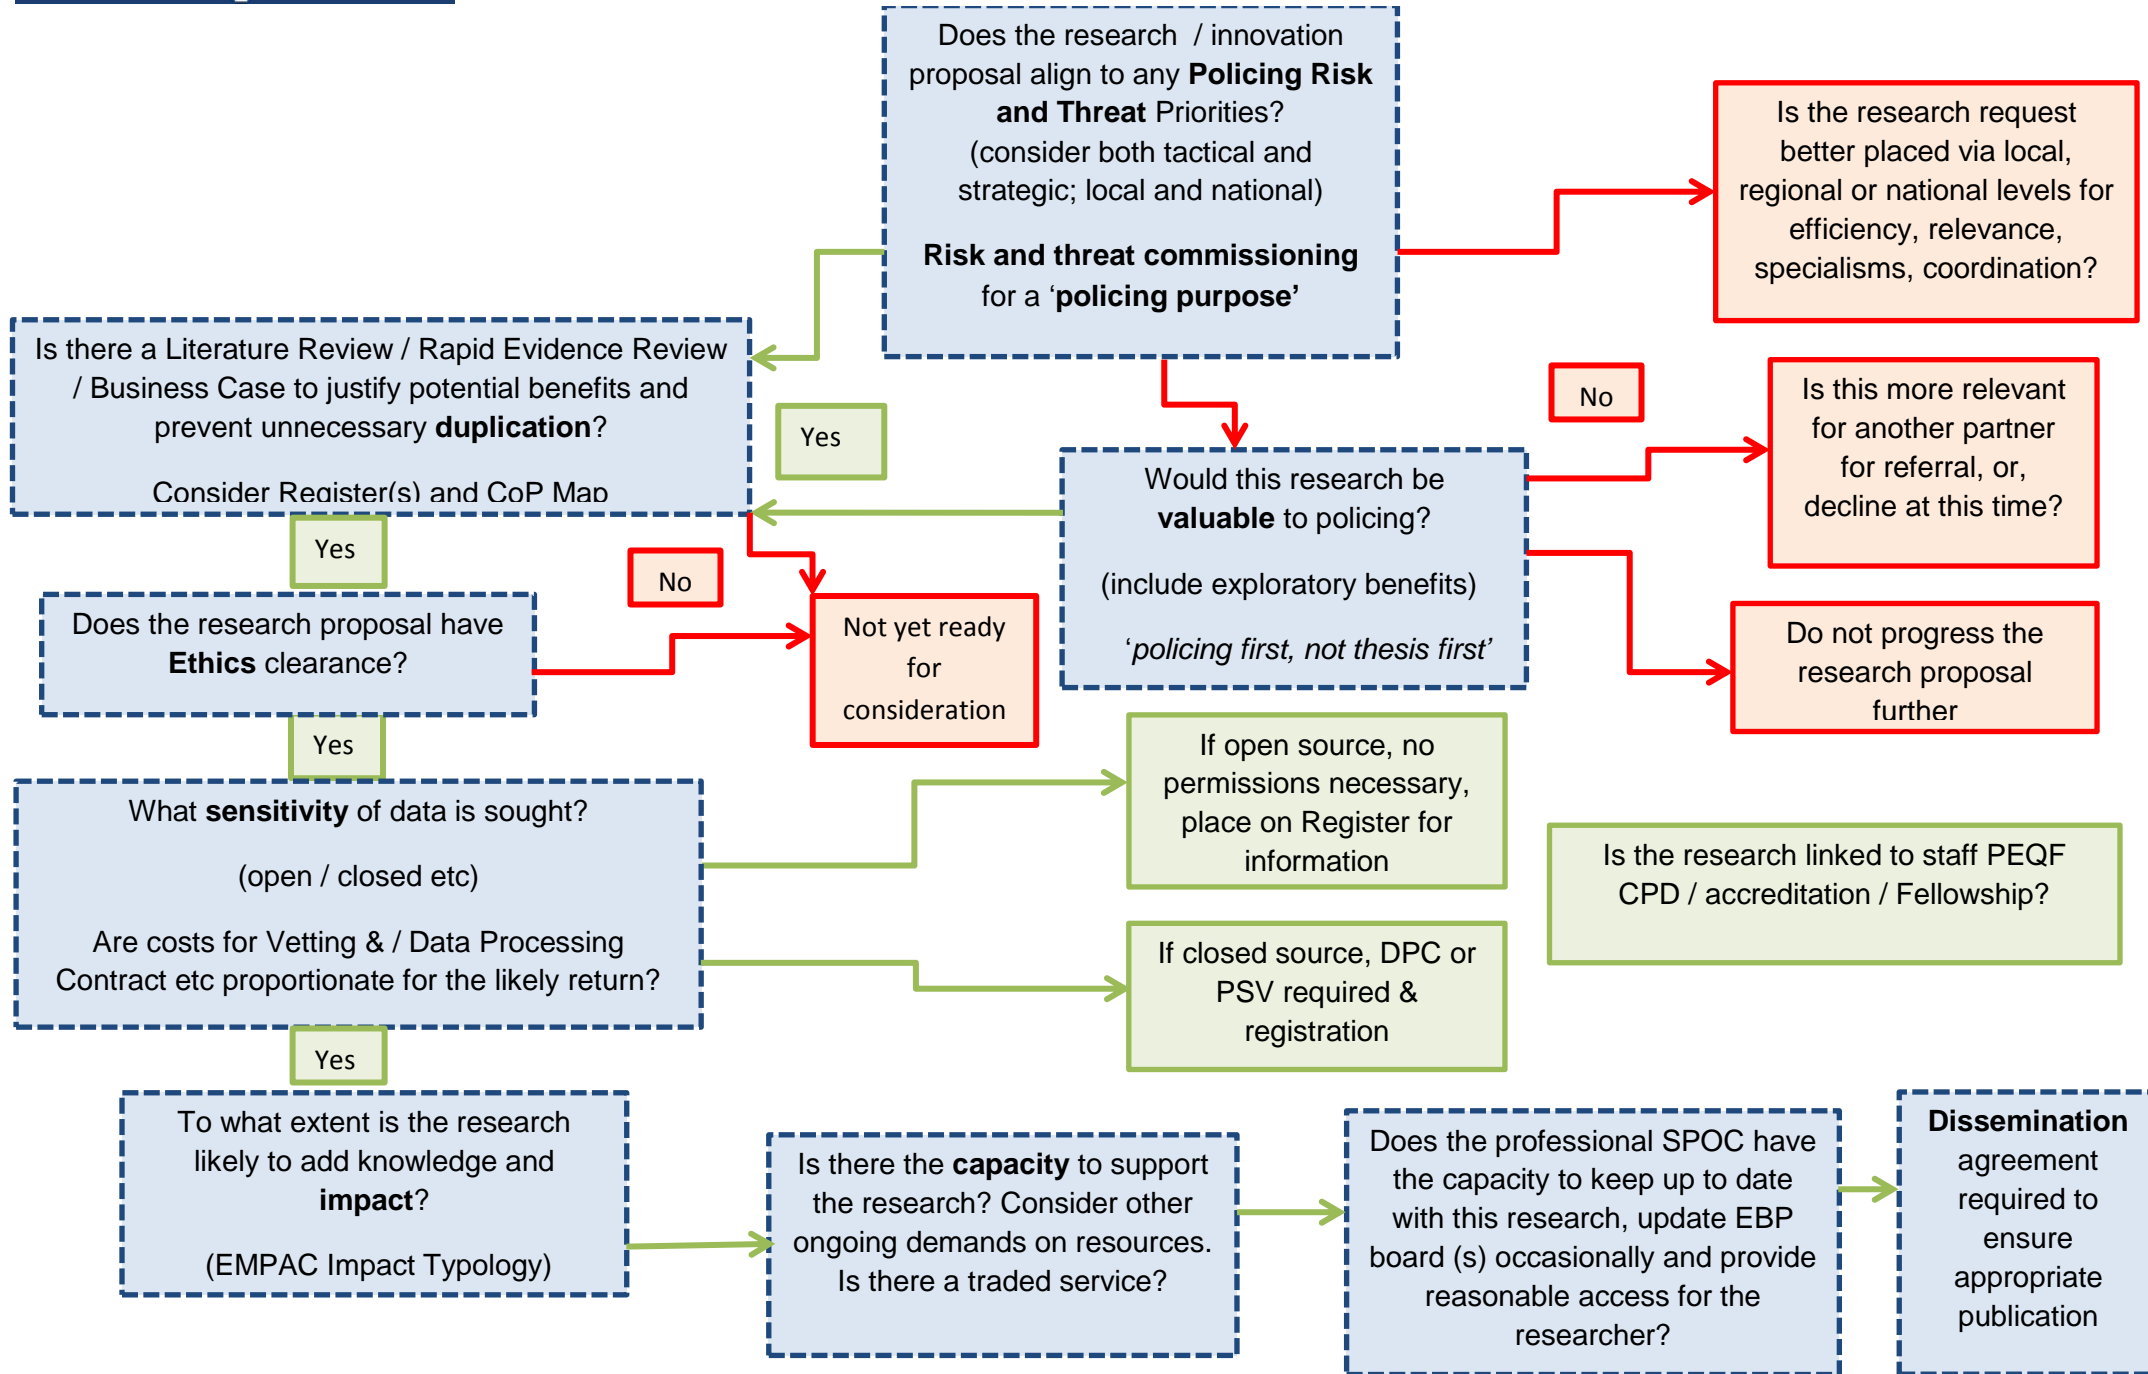 Does the research / innovation
proposal align to any Policing Risk
and Threat Priorities?
(consider both tactical and
strategic; local and national)
Risk and threat commissioning
for a ‘policing purpose’
Is the research request
better placed via local,
regional or national levels for
efficiency, relevance,
specialisms, coordination?
Is there a Literature Review / Rapid Evidence Review
/ Business Case to justify potential benefits and
prevent unnecessary duplication?
Consider Register(s) and CoP Map
Yes
No
Is this more relevant
for another partner
for referral, or,
decline at this time?
Would this research be
valuable to policing?
(include exploratory benefits)
‘policing first, not thesis first’
Yes
No
Does the research proposal have
Ethics clearance?
Not yet ready
for
consideration
Do not progress the
research proposal
further
Yes
What sensitivity of data is sought?
(open / closed etc)
Are costs for Vetting & / Data Processing
Contract etc proportionate for the likely return?
If open source, no
permissions necessary,
place on Register for
information
Is the research linked to staff PEQF
CPD / accreditation / Fellowship?
If closed source, DPC or
PSV required &
registration
Yes
To what extent is the research
likely to add knowledge and
impact?
(EMPAC Impact Typology)
Is there the capacity to support
the research? Consider other
ongoing demands on resources.
Is there a traded service?
Does the professional SPOC have
the capacity to keep up to date
with this research, update EBP
board (s) occasionally and provide
reasonable access for the
researcher?
Dissemination
agreement
required to
ensure
appropriate
publication